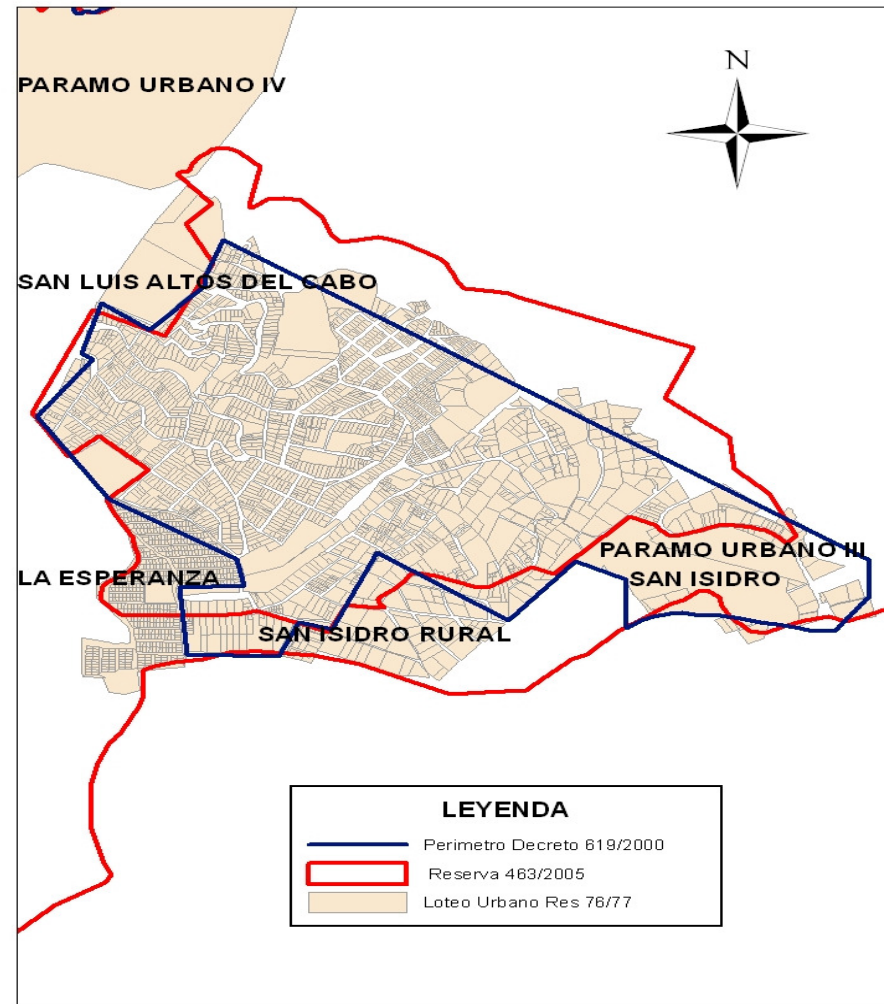 PARAMO URBANO IV
N
SAN LUIS ALTOS DEL CABO
PARAMO URBANO III
LA ESPERANZA
SAN ISIDRO
SAN ISIDRO RURAL
LEYENDA
Perimetro Decreto 619/2000
Reserva 463/2005
Loteo Urbano Res 76/77